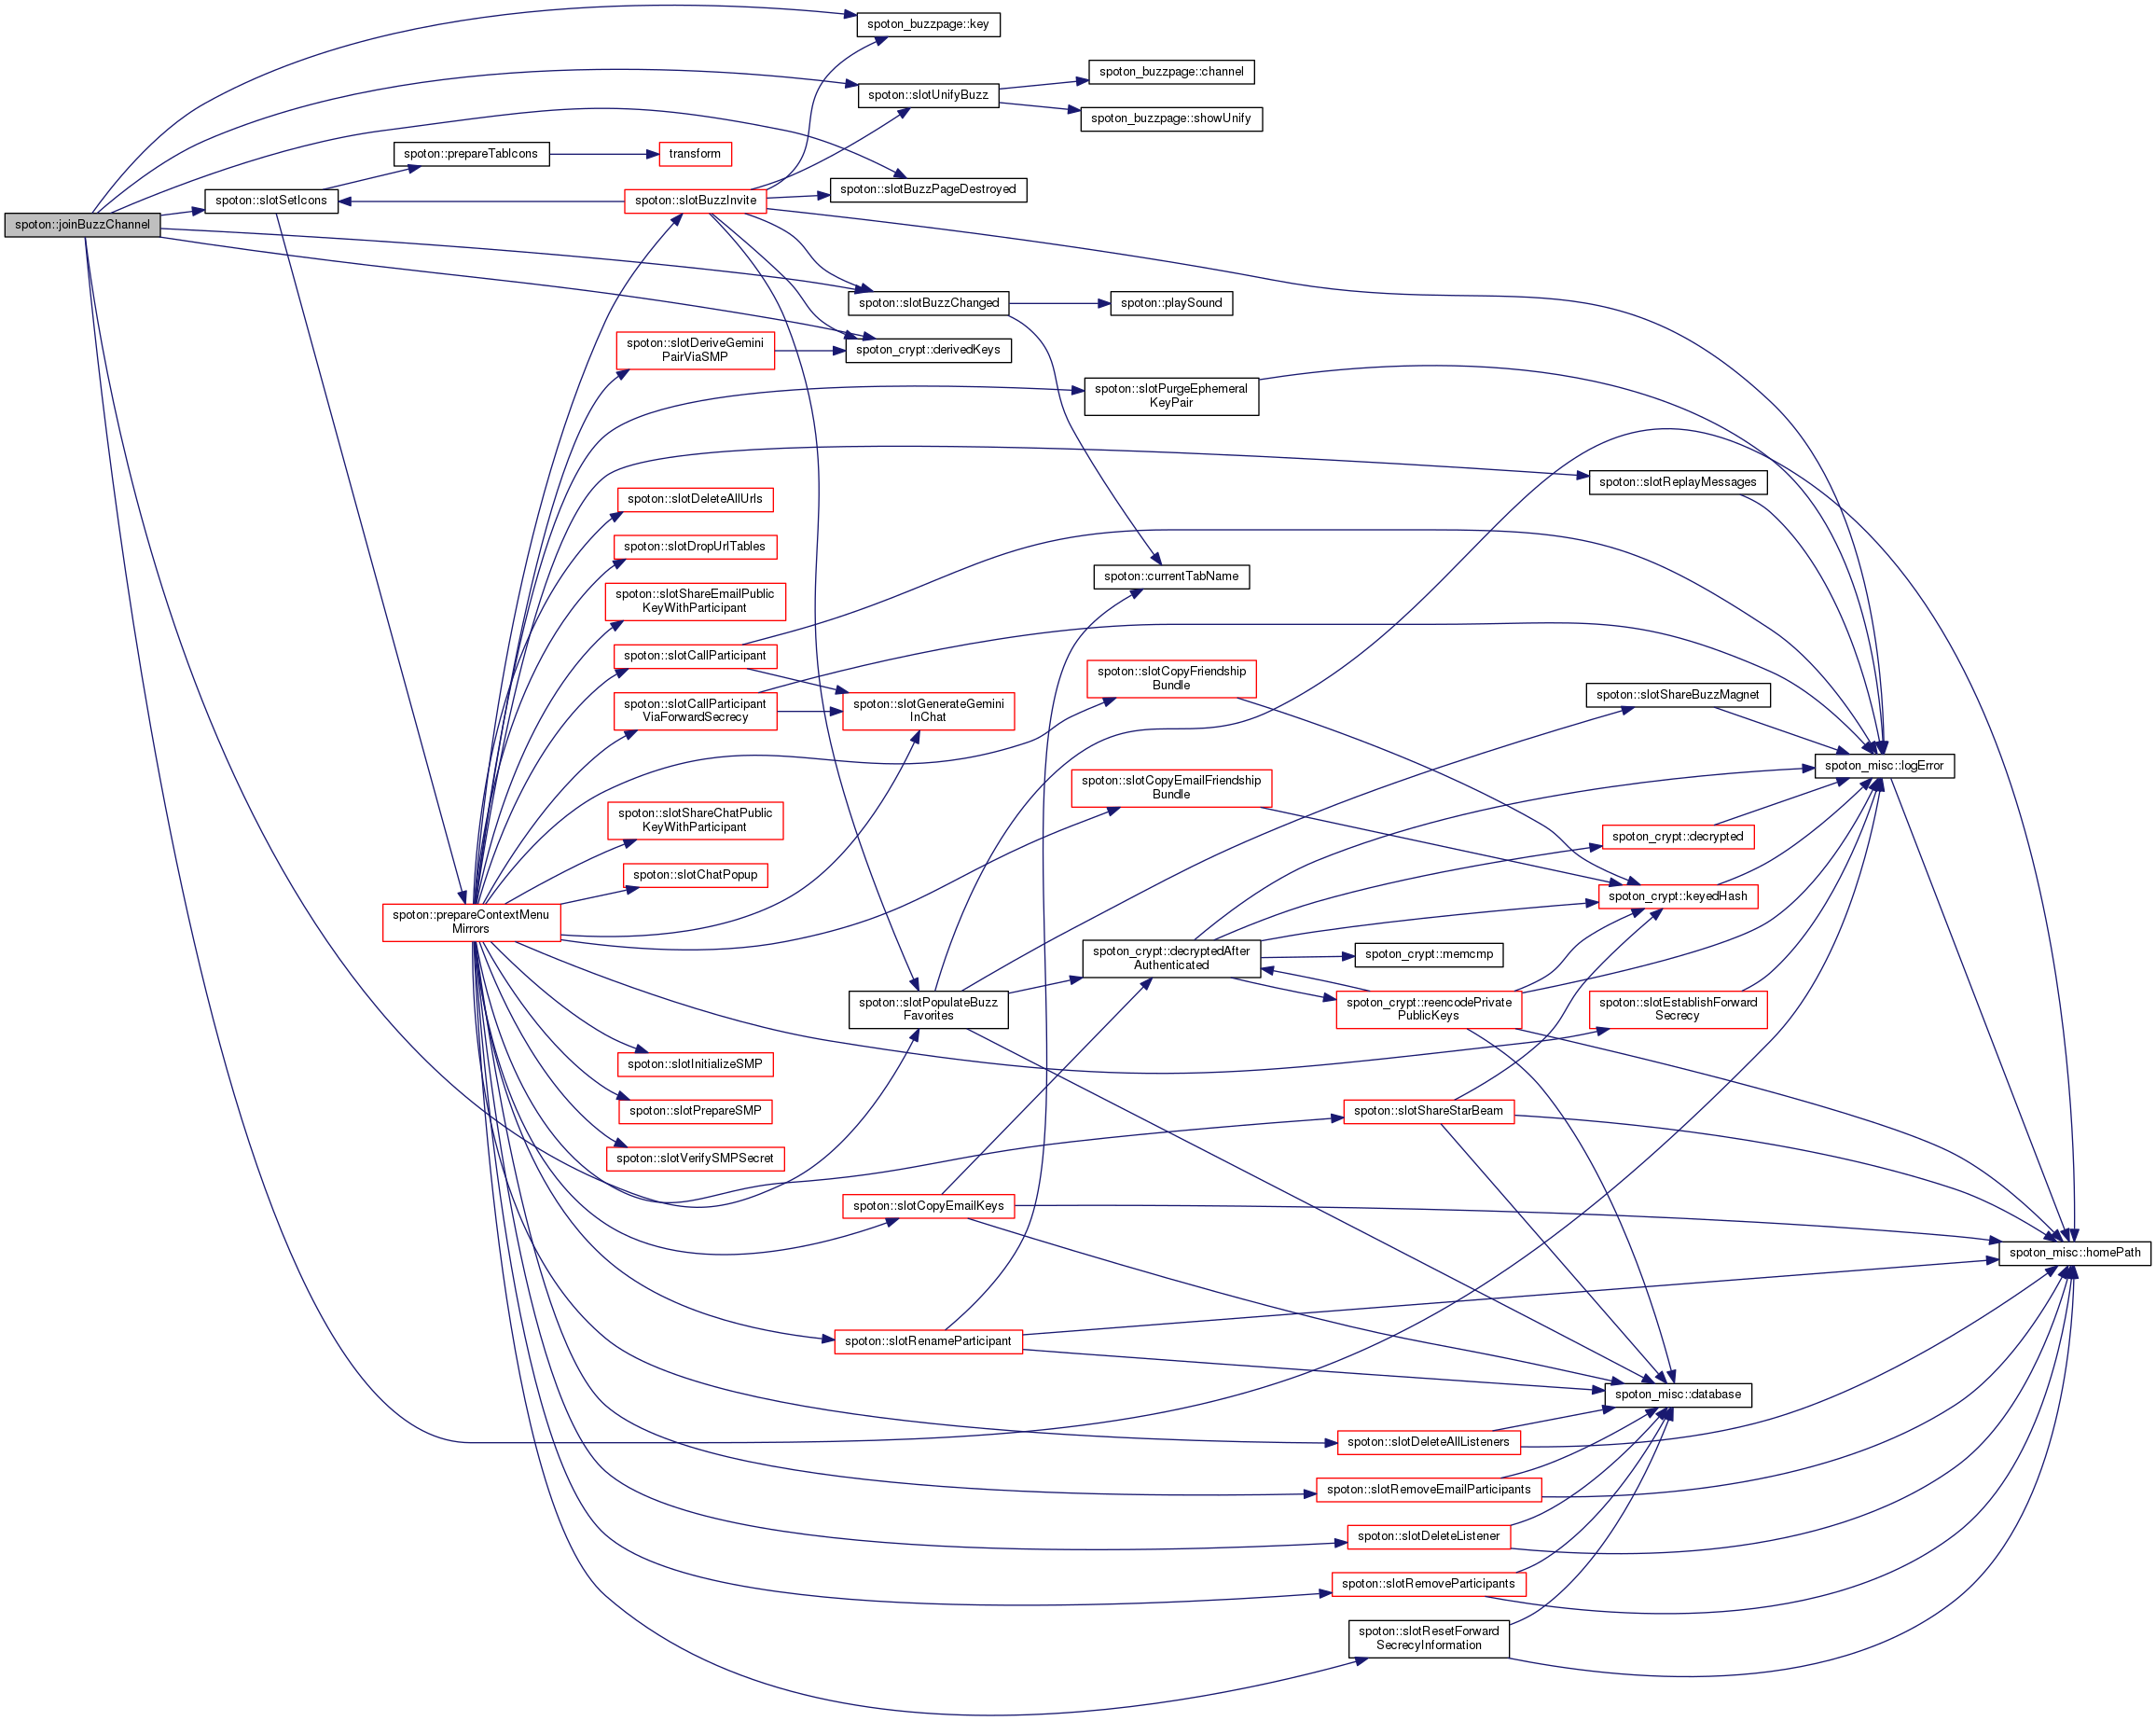 spoton_buzzpage::key
spoton_buzzpage::channel
spoton::slotUnifyBuzz
spoton_buzzpage::showUnify
spoton::prepareTabIcons
transform
spoton::slotBuzzPageDestroyed
spoton::slotSetIcons
spoton::slotBuzzInvite
spoton::joinBuzzChannel
spoton::slotBuzzChanged
spoton::playSound
spoton::slotDeriveGemini
PairViaSMP
spoton_crypt::derivedKeys
spoton::slotPurgeEphemeral
KeyPair
spoton::slotReplayMessages
spoton::slotDeleteAllUrls
spoton::slotDropUrlTables
spoton::currentTabName
spoton::slotShareEmailPublic
KeyWithParticipant
spoton::slotCallParticipant
spoton::slotCopyFriendship
Bundle
spoton::slotShareBuzzMagnet
spoton::slotCallParticipant
ViaForwardSecrecy
spoton::slotGenerateGemini
InChat
spoton_misc::logError
spoton::slotCopyEmailFriendship
Bundle
spoton::slotShareChatPublic
KeyWithParticipant
spoton_crypt::decrypted
spoton::slotChatPopup
spoton_crypt::keyedHash
spoton::prepareContextMenu
Mirrors
spoton_crypt::decryptedAfter
Authenticated
spoton_crypt::memcmp
spoton::slotPopulateBuzz
Favorites
spoton_crypt::reencodePrivate
PublicKeys
spoton::slotEstablishForward
Secrecy
spoton::slotInitializeSMP
spoton::slotPrepareSMP
spoton::slotShareStarBeam
spoton::slotVerifySMPSecret
spoton::slotCopyEmailKeys
spoton_misc::homePath
spoton::slotRenameParticipant
spoton_misc::database
spoton::slotDeleteAllListeners
spoton::slotRemoveEmailParticipants
spoton::slotDeleteListener
spoton::slotRemoveParticipants
spoton::slotResetForward
SecrecyInformation